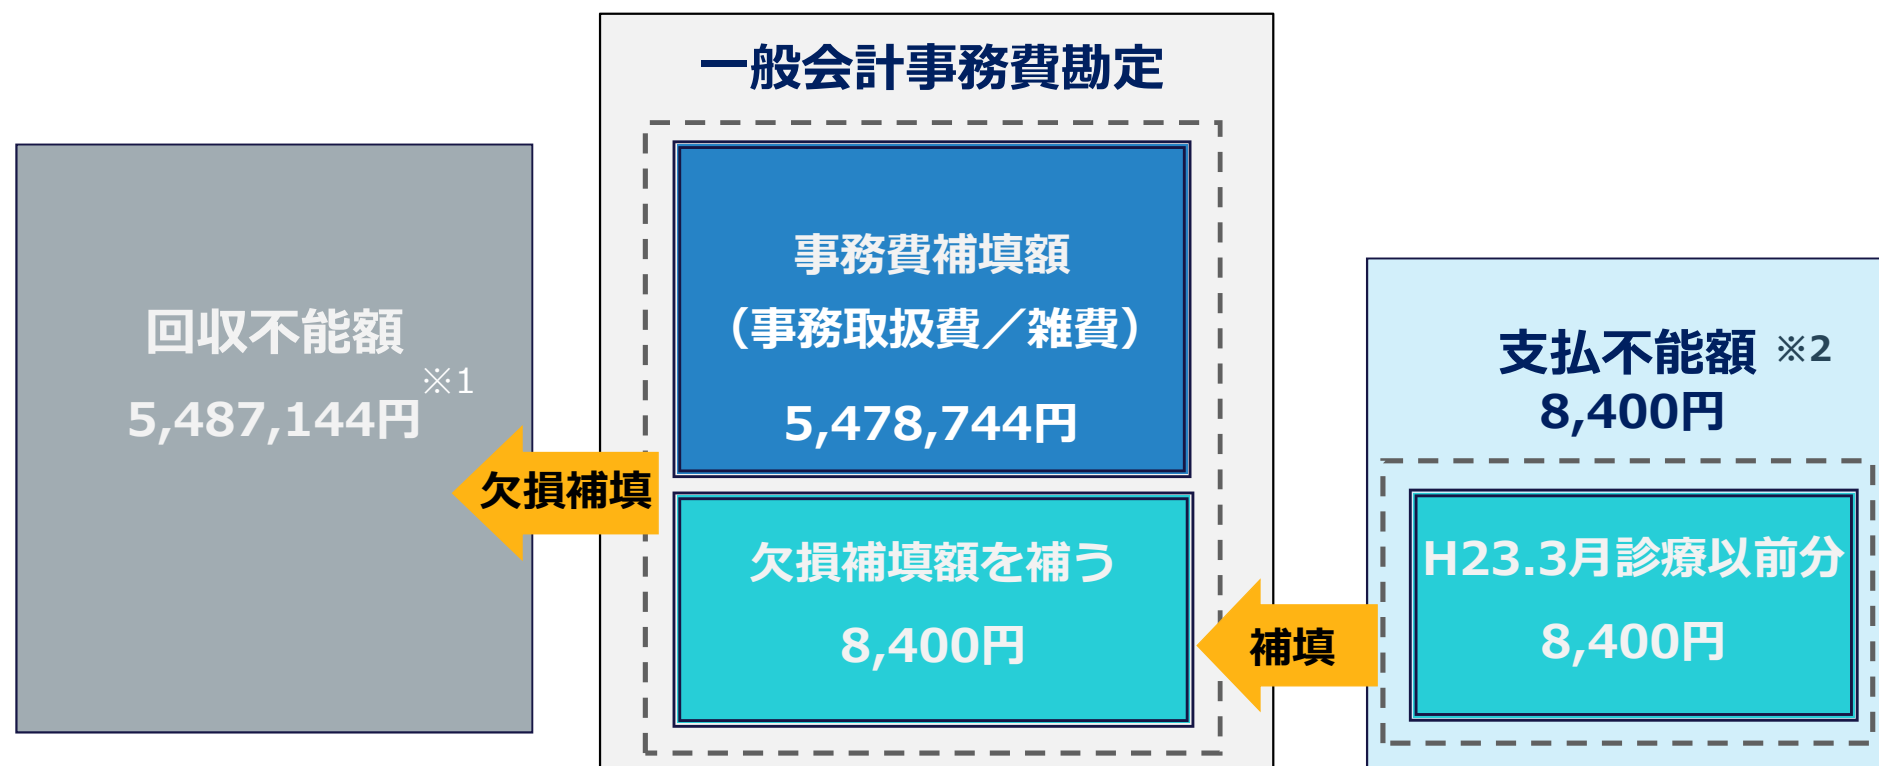 一般会計事務費勘定
回収不能額
※1
5,487,144円
欠損補填
事務費補填額
（事務取扱費／雑費）
5,478,744円
欠損補填額を補う
8,400円
補填
支払不能額 ※2
8,400円
H23.3月診療以前分
8,400円